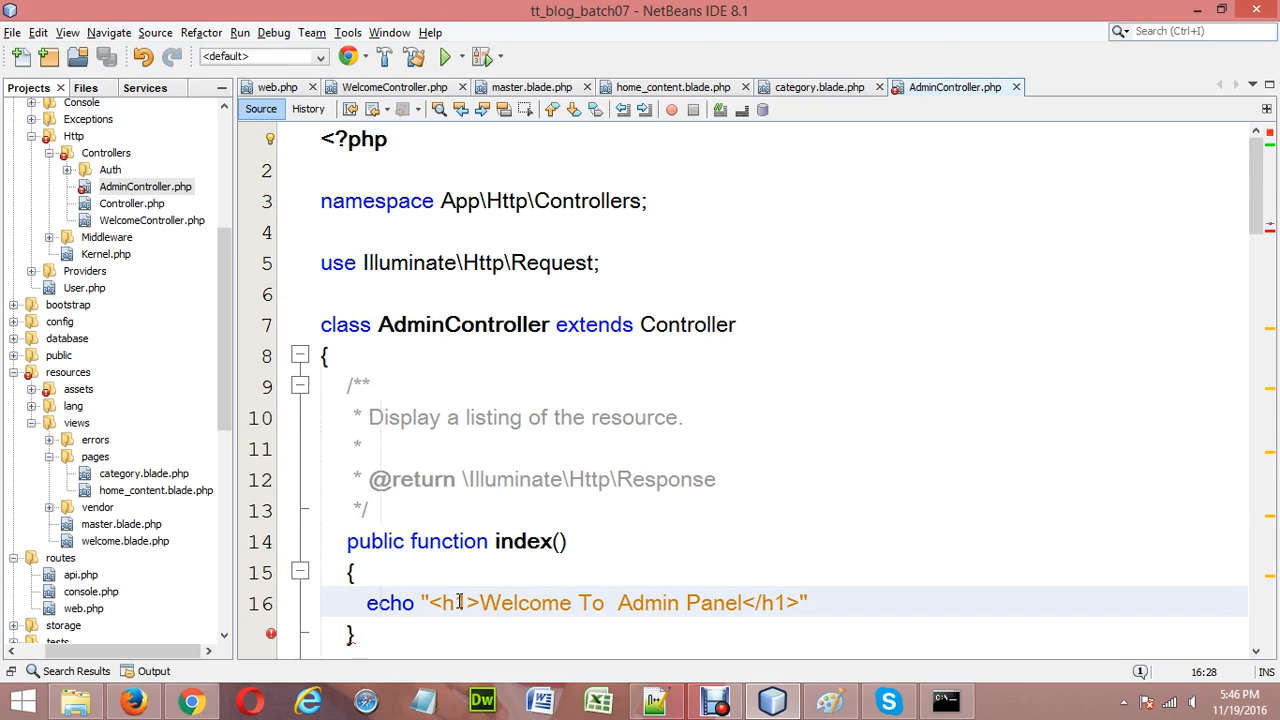 tt_blog_batch07 - NetBeans IDE 8.1
File Edit View Navigate Source Refactor Run Debug Team Tools Window Help
Search (Ctrl+I)
<default>
Projects Files Services
web.php WelcomeController.php master.blade.php home_content.blade.php category.blade.php AdminController.php
Source History
Console
Exceptions
Http
Controllers
Auth
AdminController.php
Controller.php
WelcomeController.php
Middleware
Kernel.php
Providers
User.php
bootstrap
config
database
public
resources
assets
lang
views
errors
pages
category.blade.php
home_content.blade.php
vendor
master.blade.php
welcome.blade.php
routes
api.php
console.php
web.php
storage
tests
<?php
2
3 namespace App\Http\Controllers;
4
5 use Illuminate\Http\Request;
6
7 class AdminController extends Controller
8 {
9 /**
10 * Display a listing of the resource.
11 *
12 * @return \Illuminate\Http\Response
13 */
14 public function index()
15 {
16 echo "<h1>Welcome To  Admin Panel</h1>"
}
Search Results Output
1 16:28 INS
Dw W X n++ S
5:46 PM
11/19/2016